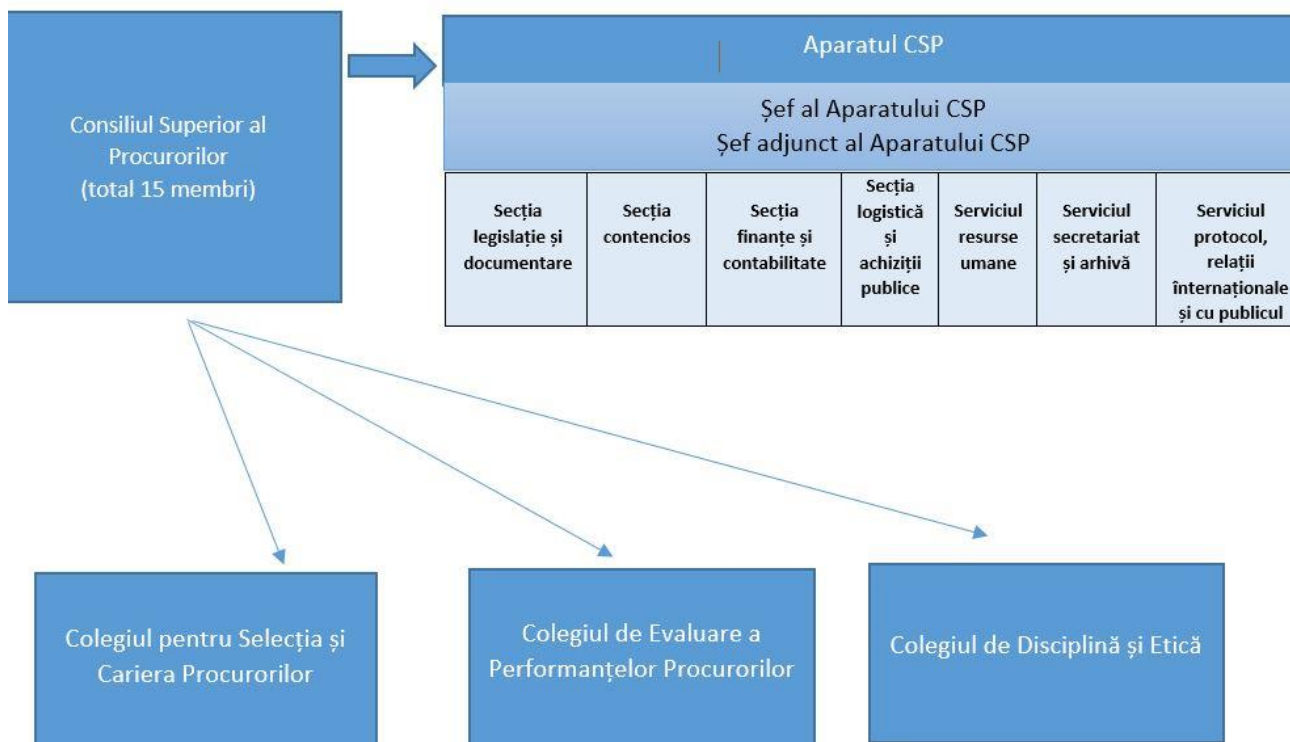 Consiliul Superior al
Procurorilor
(total 15 membri)
Aparatul CSP
Șef al Aparatului CSP
Șef adjunct al Aparatului CSP
Secția
legislație și
documentare
Secția
contencios
Secția
finanțe și
contabilitate
Secția
logistică
și
achiziții
publice
Serviciul
resurse
umane
Serviciul
secretariat
și arhivă
Serviciul
protocol,
relații
înternaționale
și cu publicul
Colegiul pentru Selecția și
Cariera Procurorilor
Colegiul de Evaluare a
Performanțelor Procurorilor
Colegiul de Disciplină și Etică